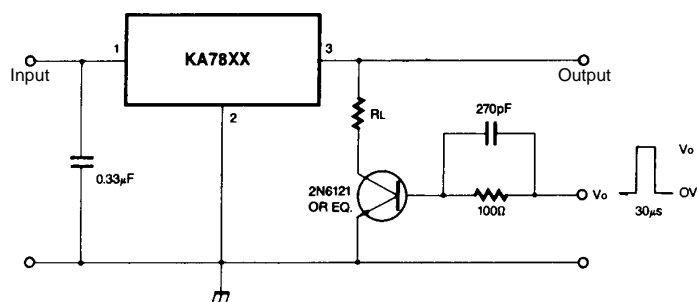 1
KA78XX
3
Input
Output
2
RL
270pF
0.33μF
2N6121
OR EQ.
100Ω
Vo
Vo
OV
30μs